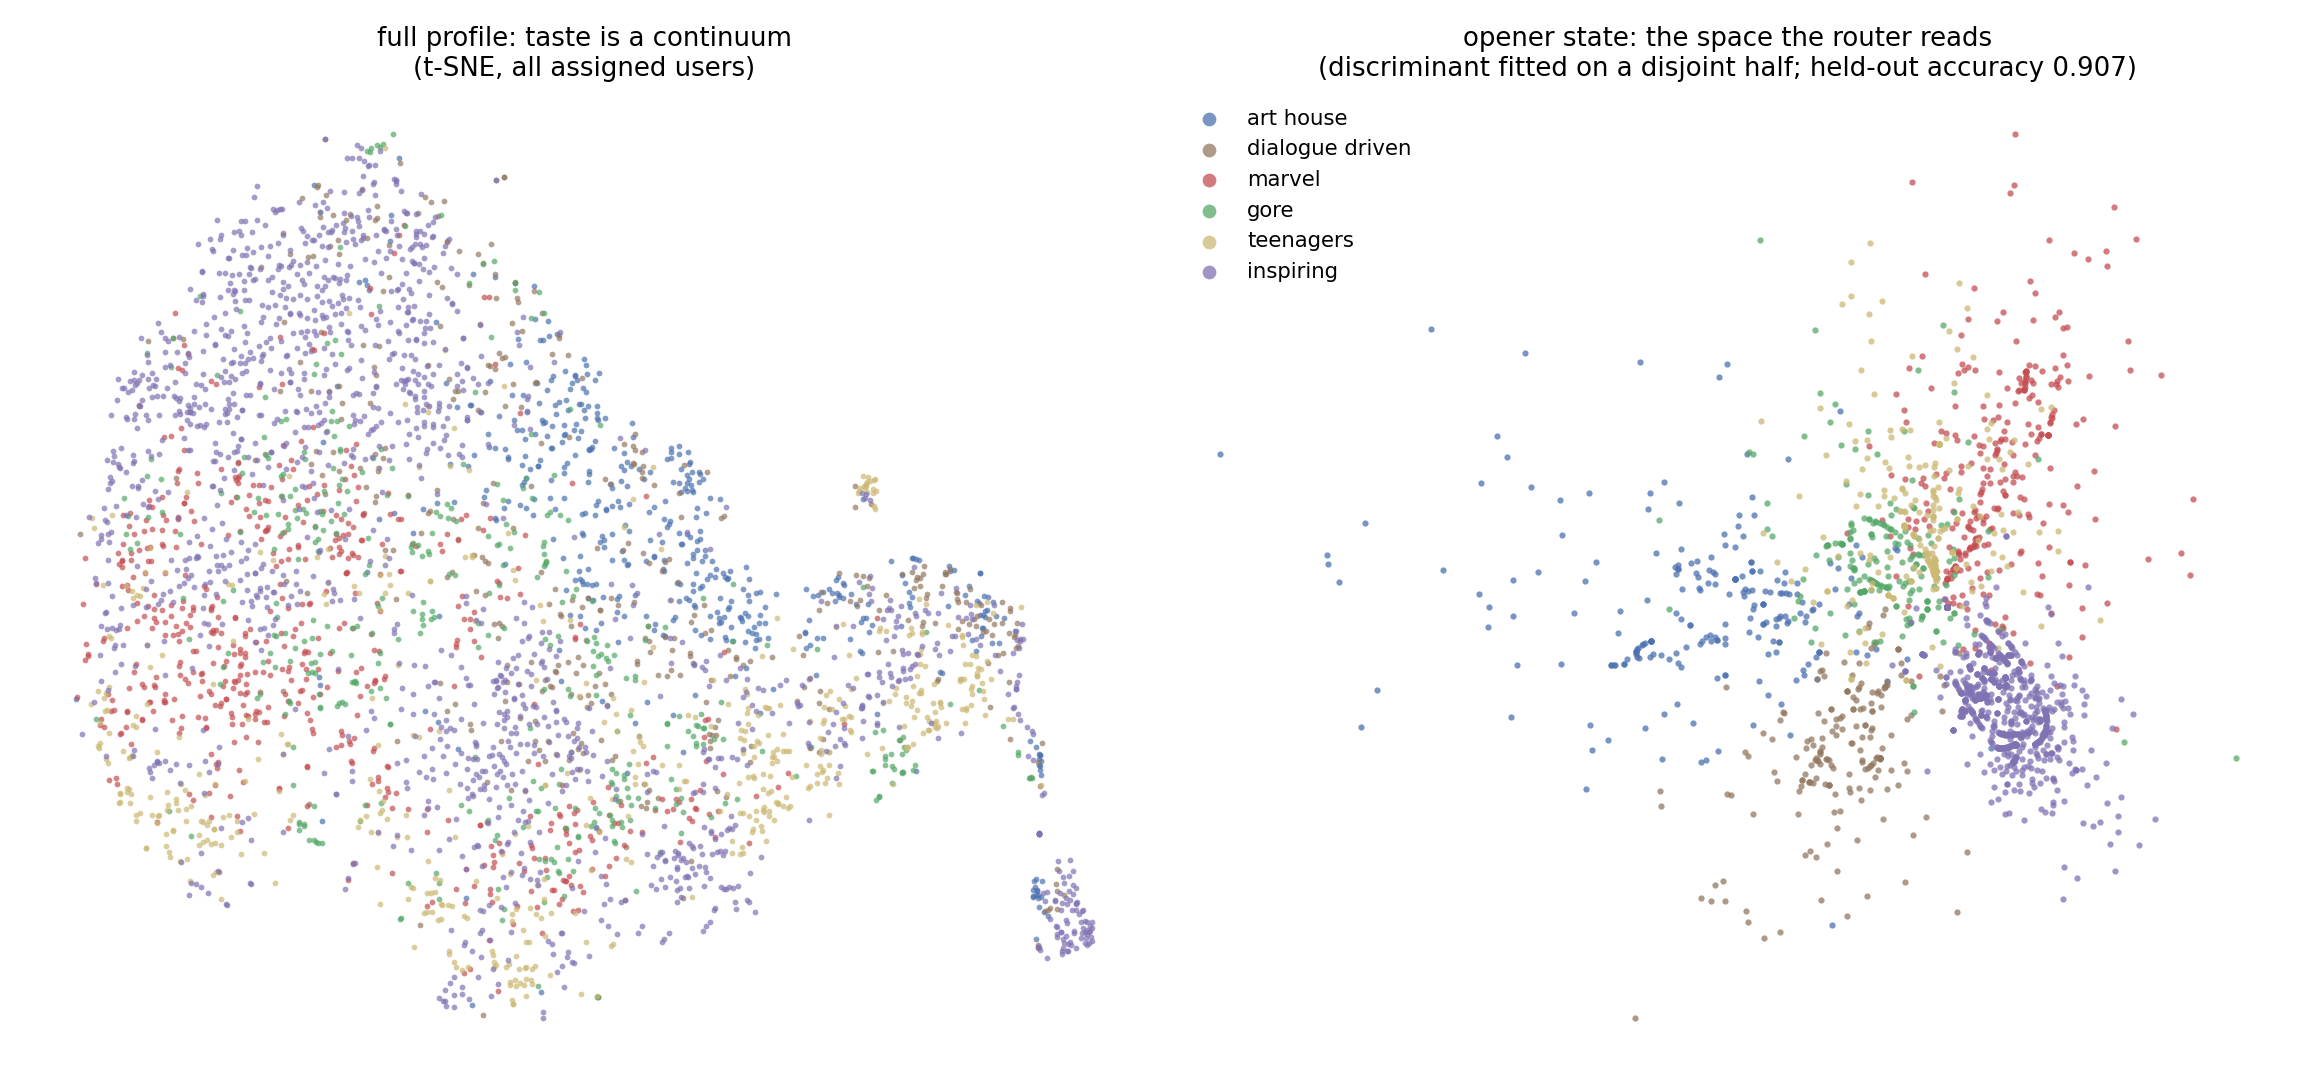 full profile: taste is a continuum
(t-SNE, all assigned users)
opener state: the space the router reads
(discriminant fitted on a disjoint half; held-out accuracy 0.907)
art house
dialogue driven
marvel
gore
teenagers
inspiring